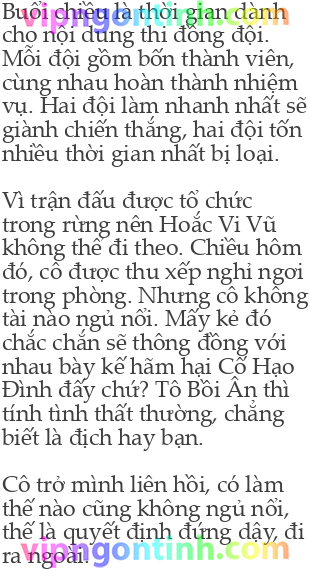 Buổi chiều là thời gian dành
cho nội dung thi đồng đội.
Mỗi đội gồm bốn thành viên,
cùng nhau hoàn thành nhiệm
vụ. Hai đội làm nhanh nhất sẽ
giành chiến thắng, hai đội tốn
nhiều thời gian nhất bị loại.
Vì trận đấu được tổ chức
trong rừng nên Hoắc Vi Vũ
không thể đi theo. Chiều hôm
đó, cô được thu xếp nghỉ ngơi
trong phòng. Nhưng cô không
tài nào ngủ nổi. Mấy kẻ đó
chắc chắn sẽ thông đồng với
nhau bày kế hãm hại Cố Hạo
Đình đấy chứ? Tô Bồi Ân thì
tính tình thất thường, chẳng
biết là địch hay bạn.
Cô trở mình liên hồi, có làm
thế nào cũng không ngủ nổi,
thế là quyết định đứng dậy, đi
ra ngoài.
vipngontinh.com
vipngontinh.com